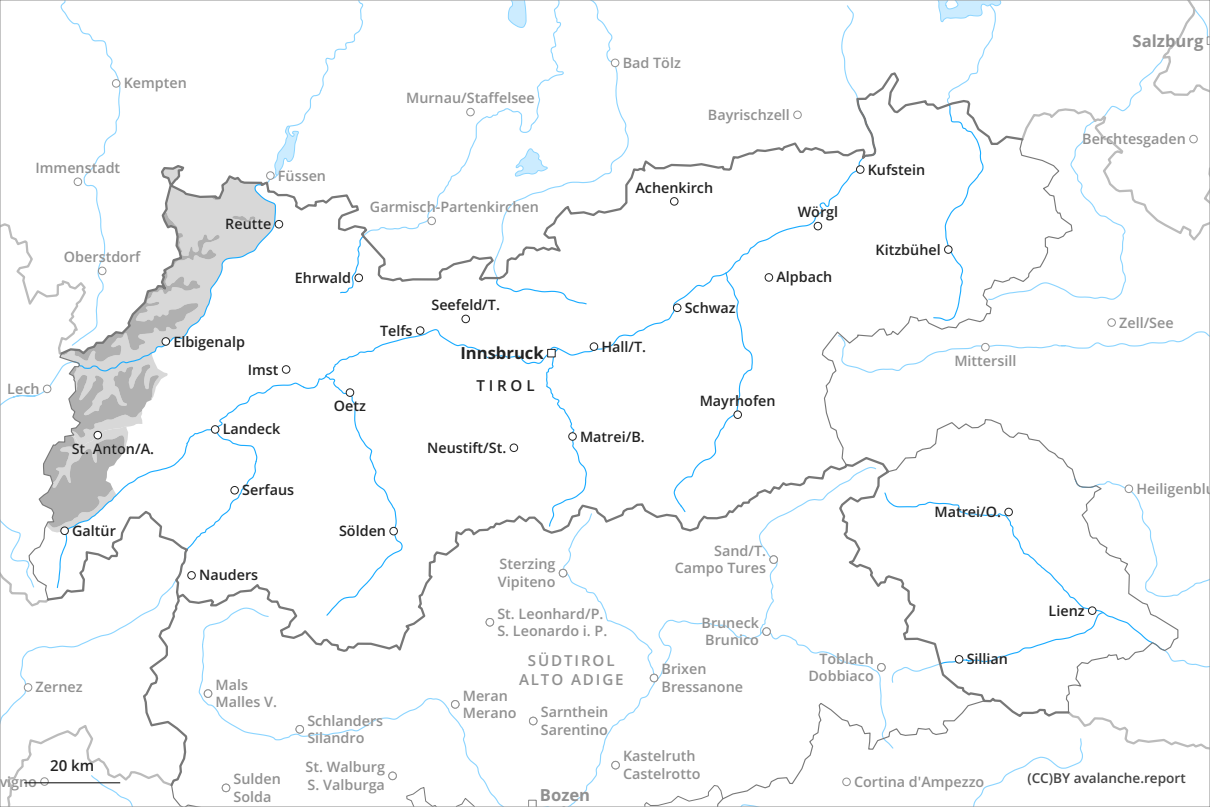 Salzburg
Bad Tölz
Kempten
Murnau/Staffelsee
Bayrischzell
Berchtesgaden
Immenstadt
Füssen
Kufstein
Achenkirch
Garmisch-Partenkirchen
Wörgl
Reutte
Kitzbühel
Oberstdorf
Ehrwald
Alpbach
Seefeld/T.
Schwaz
Zell/See
Telfs
Elbigenalp
Innsbruck
Hall/T.
Mittersill
Imst
TIROL
Lech
Oetz
Mayrhofen
Landeck
Matrei/B.
St. Anton/A.
Neustift/St.
Serfaus
Heiligenblu
Matrei/O.
Galtür
Sölden
Sand/T.
Campo Tures
Sterzing
Vipiteno
Nauders
Lienz
St. Leonhard/P.
S. Leonardo i. P.
Bruneck
Brunico
SÜDTIROL
ALTO ADIGE
Sillian
Toblach
Dobbiaco
Brixen
Bressanone
Zernez
Mals
Malles V.
Meran
Merano
Sarnthein
Sarentino
Schlanders
Silandro
Kastelruth
Castelrotto
20 km
St. Walburg
S. Valburga
vigno
Sulden
Solda
Cortina d'Ampezzo
(CC)BY avalanche.report
Bozen